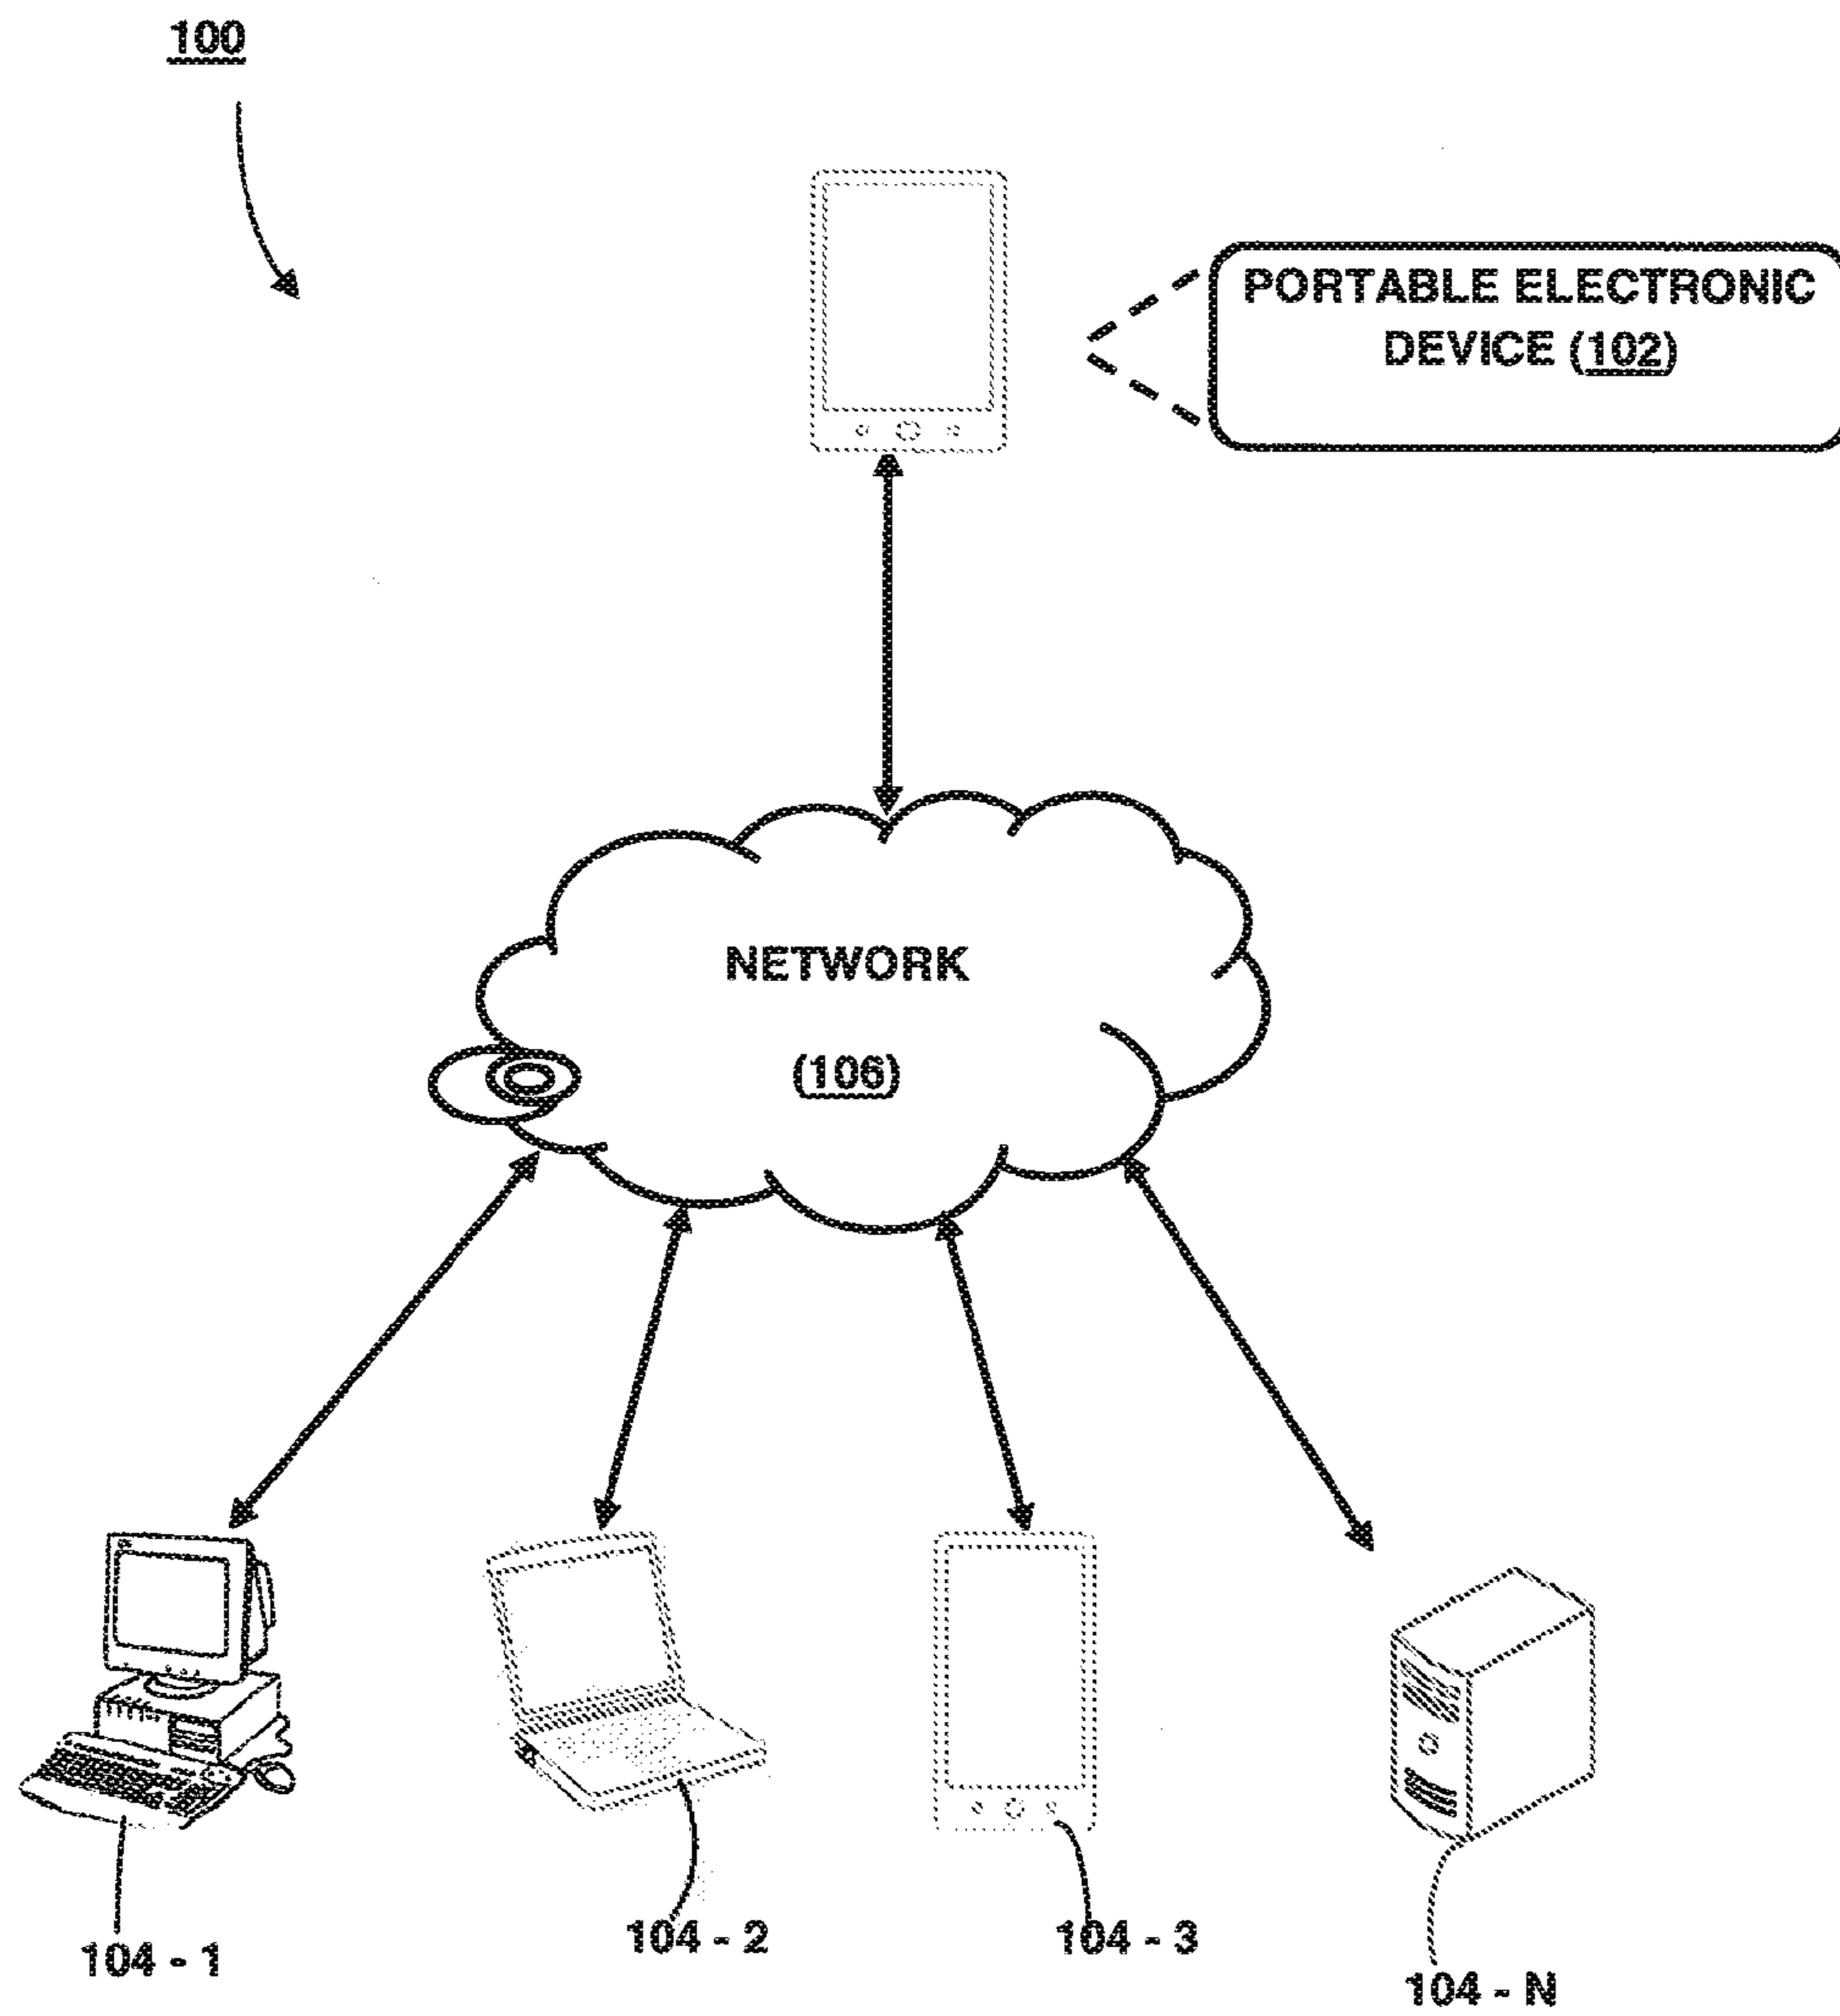 100
PORTABLE ELECTRONIC
DEVICE (102)
NETWORK
(106)
104 - 1
104 - 2
104 - 3
104 - N